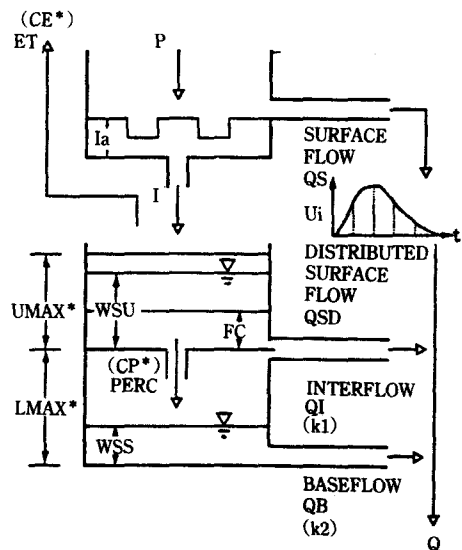 (CE*)
ET
P
Ia
I
SURFACE
FLOW
QS
Ui
t
DISTRIBUTED
SURFACE
FLOW
QSD
UMAX*
WSU
FC
(CP*)
PERC
LMAX*
WSS
INTERFLOW
QI
(k1)
BASEFLOW
QB
(k2)
Q